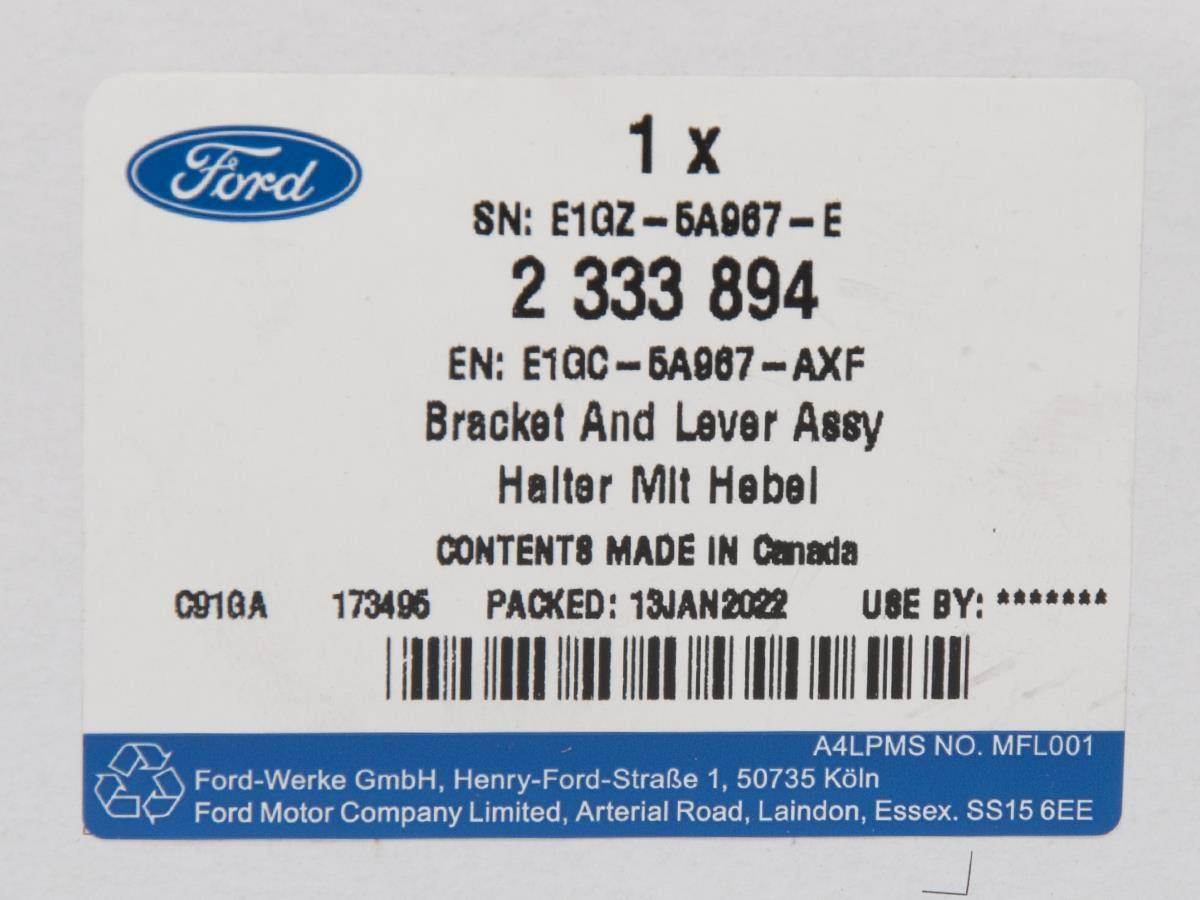 Ford
1 x
SN: E1GZ-5A967-E
2 333 894
EN: E1GC-5A967-AXF
Bracket And Lever Assy
Halter Mit Hebel
CONTENTS MADE IN Canada
C91GA 173495 PACKED: 13JAN2022 USE BY: *******
A4LPMS NO. MFL001
Ford-Werke GmbH, Henry-Ford-Straße 1, 50735 Köln
Ford Motor Company Limited, Arterial Road, Laindon, Essex. SS15 6EE